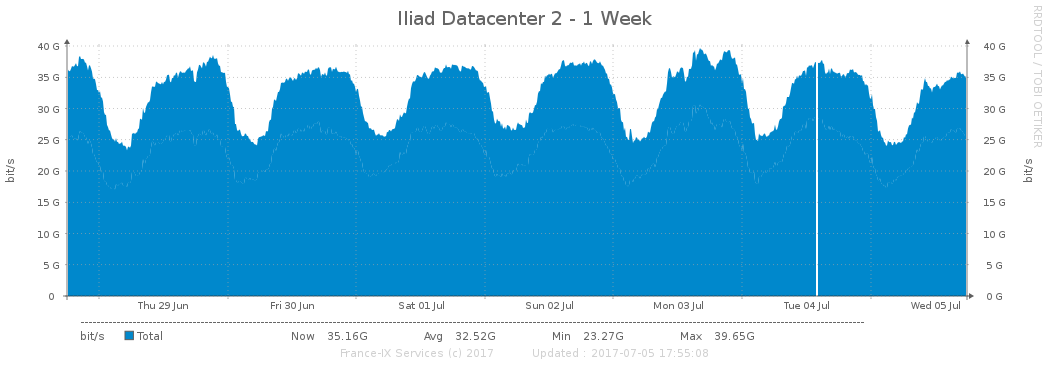 Iliad Datacenter 2 - 1 Week
RRDTOOL / TOBI OETIKER
bit/s
bit/s
40 G 40 G
35 G 35 G
30 G 30 G
25 G 25 G
20 G 20 G
15 G 15 G
10 G 10 G
5 G 5 G
0 0 G
Thu 29 Jun Fri 30 Jun Sat 01 Jul Sun 02 Jul Mon 03 Jul Tue 04 Jul Wed 05 Jul
bit/s Total Now 35.16G Avg 32.52G Min 23.27G Max 39.65G
France-IX Services (c) 2017 Updated : 2017-07-05 17:55:08